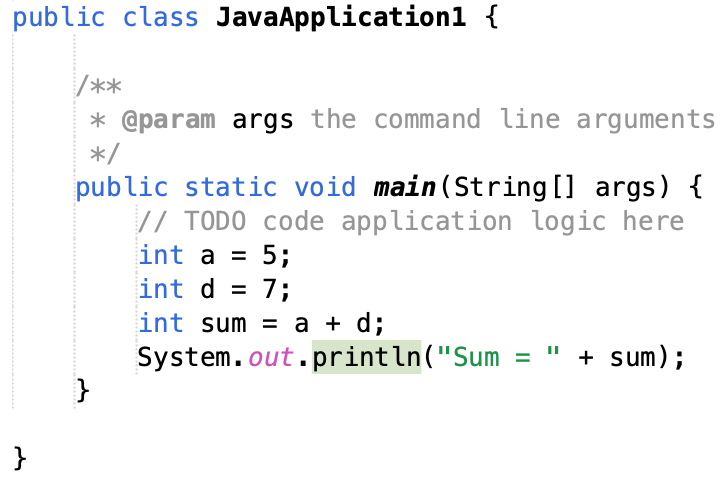 public class JavaApplication1 {
/**
* @param args the command line arguments
*/
public static void main(String[] args) {
// TODO code application logic here
int a = 5;
int d = 7;
int sum = a + d;
System.out.println("Sum = " + sum);
}
}